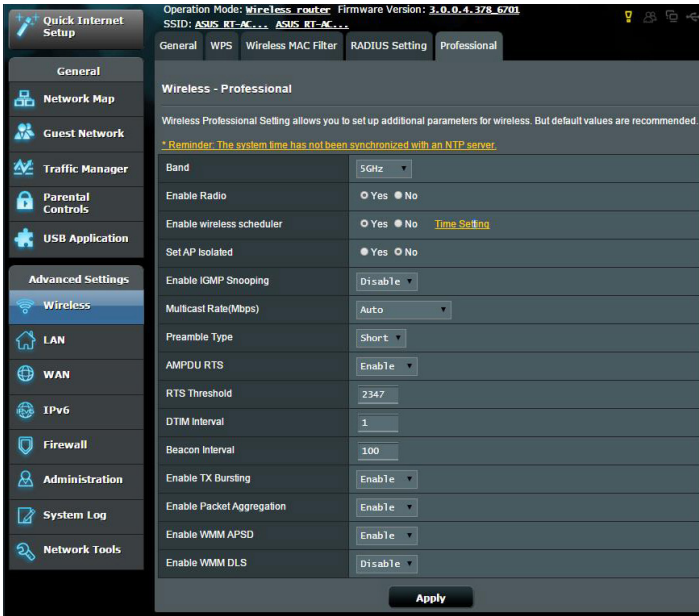 Quick Internet
Setup
Operation Mode: Wireless router Firmware Version: 3.0.0.4.378_6701
SSID: ASUS RT-AC... ASUS RT-AC...
General WPS Wireless MAC Filter RADIUS Setting Professional
General
Network Map
Guest Network
Traffic Manager
Parental
Controls
USB Application
Advanced Settings
Wireless
LAN
WAN
IPv6
Firewall
Administration
System Log
Network Tools
Wireless - Professional
Wireless Professional Setting allows you to set up additional parameters for wireless. But default values are recommended.
* Reminder: The system time has not been synchronized with an NTP server.
Band 5GHz
Enable Radio Yes No
Enable wireless scheduler Yes No Time Setting
Set AP Isolated Yes No
Enable IGMP Snooping Disable
Multicast Rate(Mbps) Auto
Preamble Type Short
AMPDU RTS Enable
RTS Threshold 2347
DTIM Interval 1
Beacon Interval 100
Enable TX Bursting Enable
Enable Packet Aggregation Enable
Enable WMM APSD Enable
Enable WMM DLS Disable
Apply